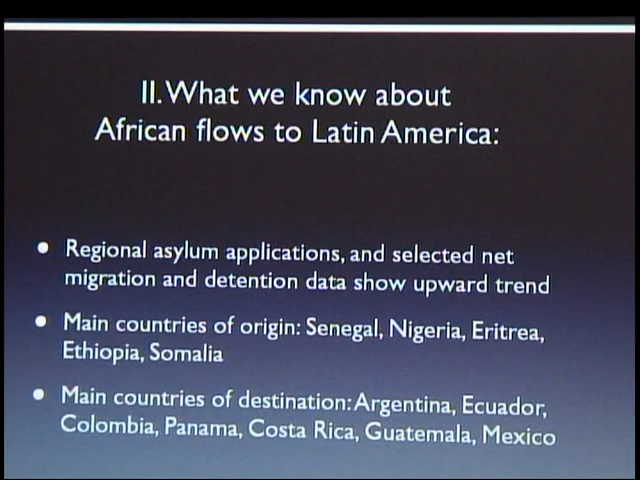 II. What we know about
African flows to Latin America:
• Regional asylum applications, and selected net
migration and detention data show upward trend
• Main countries of origin: Senegal, Nigeria, Eritrea,
Ethiopia, Somalia
• Main countries of destination: Argentina, Ecuador,
Colombia, Panama, Costa Rica, Guatemala, Mexico